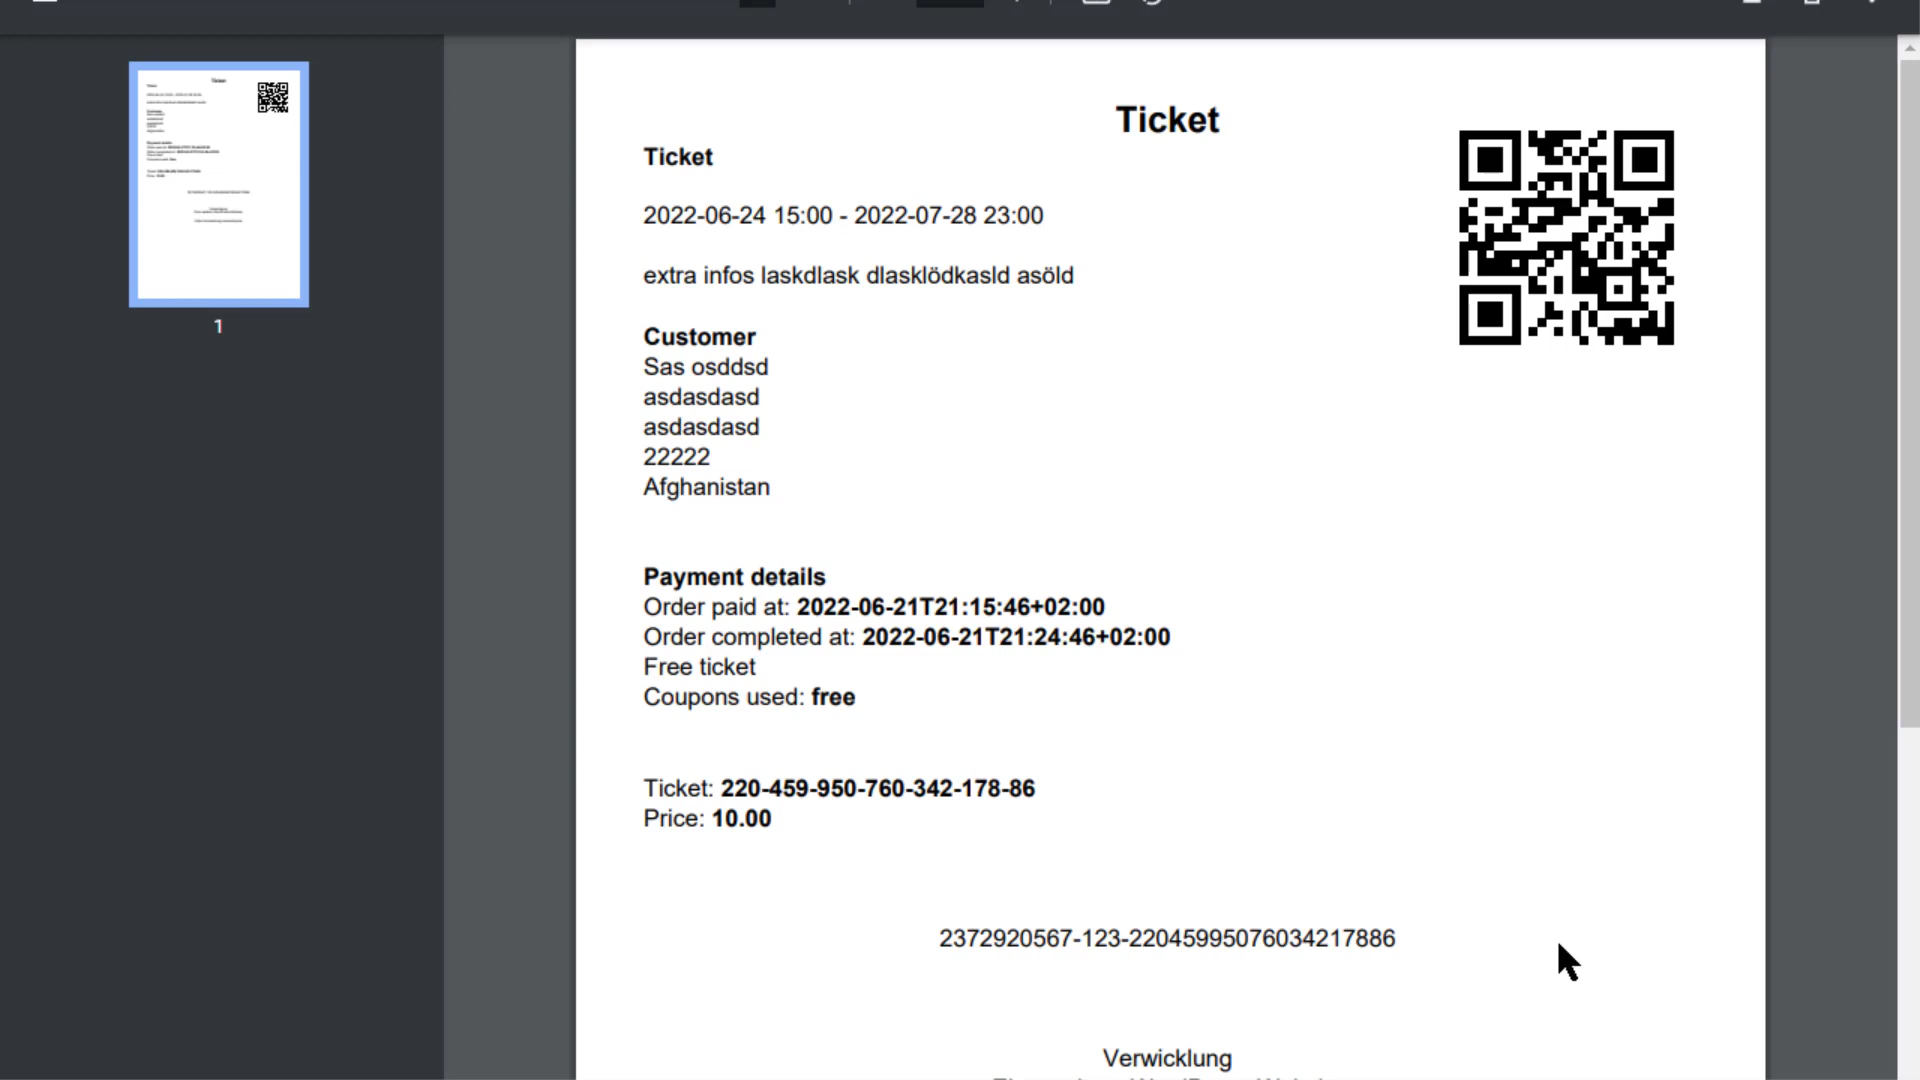 Ticket
Ticket
2022-06-24 15:00 - 2022-07-28 23:00
extra infos laskdlask dlasklödkasld asöld
Customer
Sas osddsd
asdasdasd
asdasdasd
22222
Afghanistan
Payment details
Order paid at: 2022-06-21T21:15:46+02:00
Order completed at: 2022-06-21T21:24:46+02:00
Free ticket
Coupons used: free
Ticket: 220-459-950-760-342-178-86
Price: 10.00
2372920567-123-22045995076034217886
Verwicklung
1